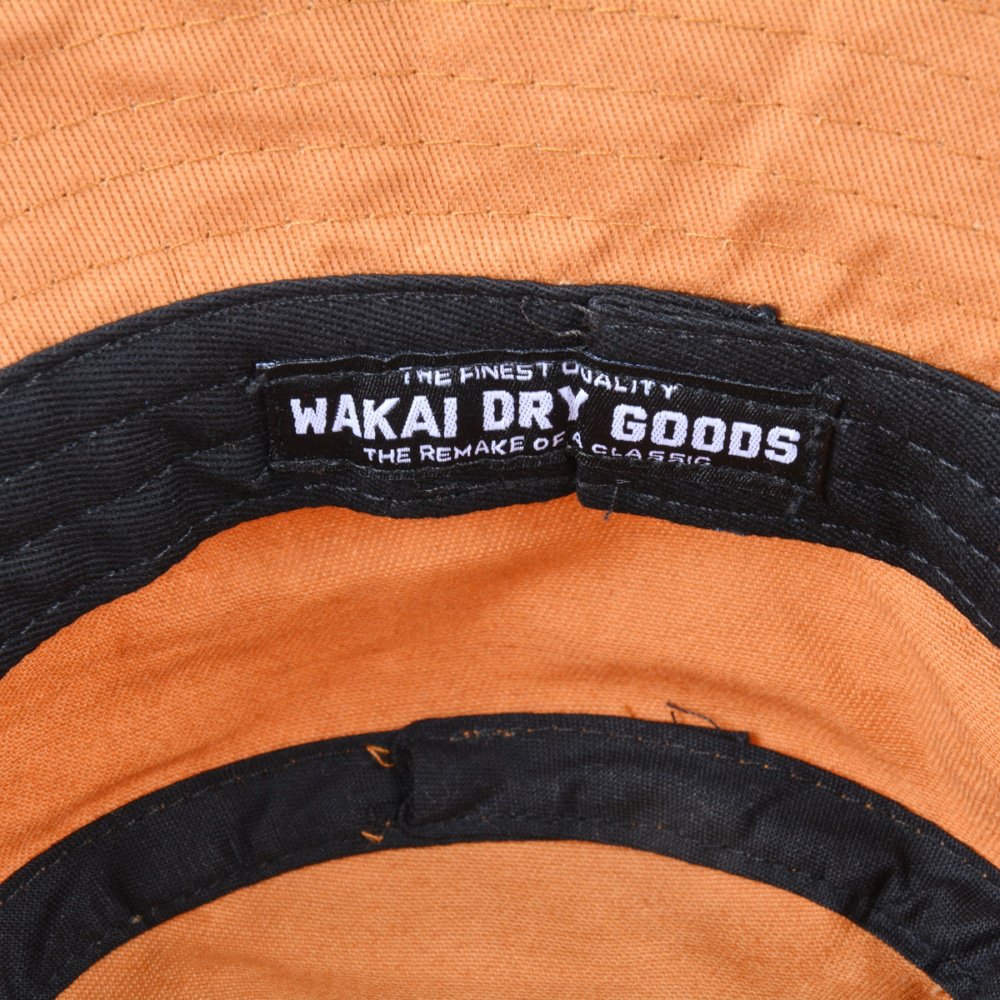 THE FINEST QUALITY
WAKAI DRY GOODS
THE REMAKE OF A CLASSIC